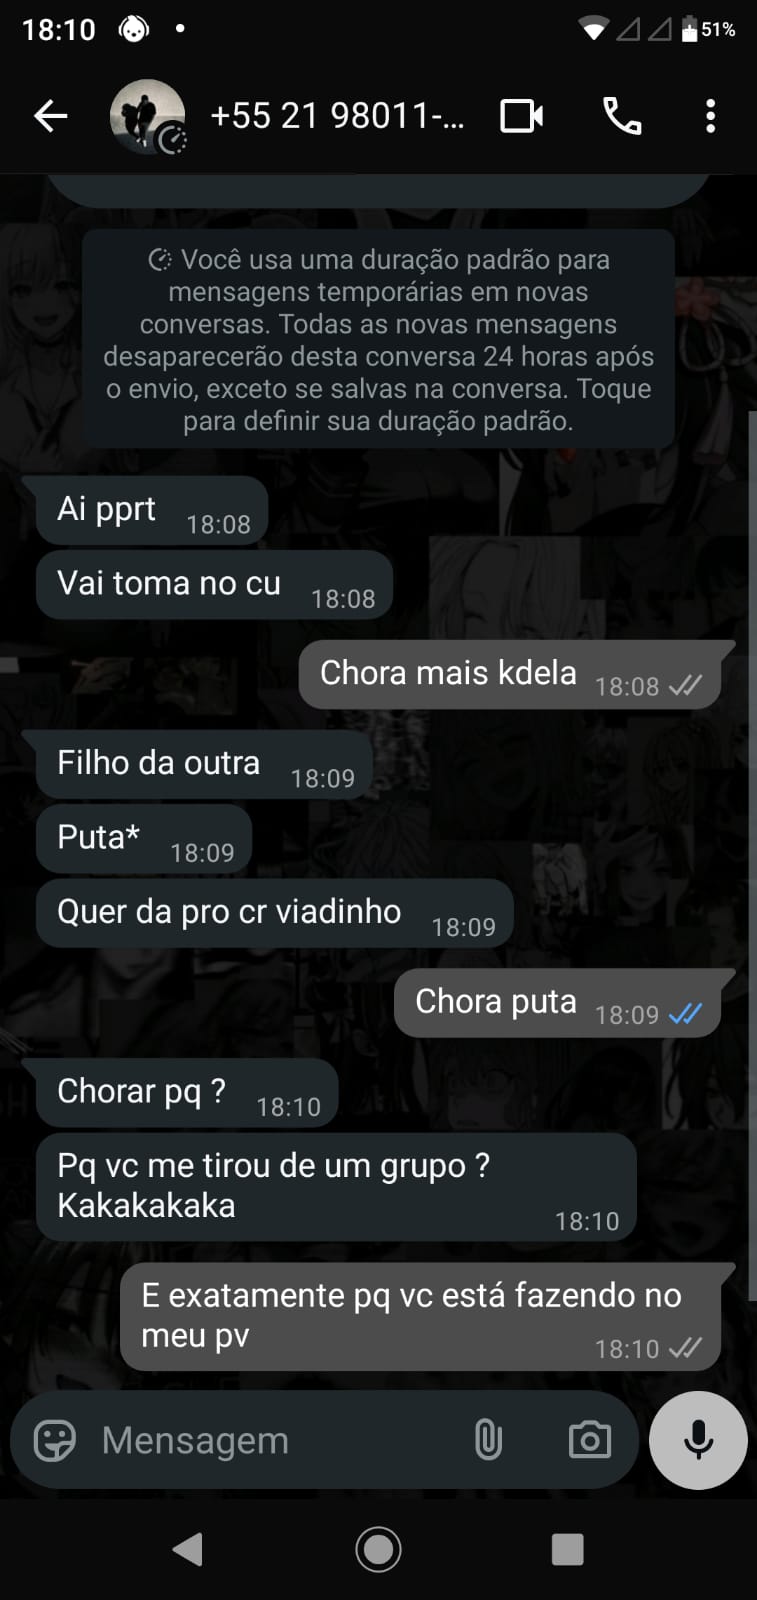 18:10
51%
+55 21 98011-...
Você usa uma duração padrão para
mensagens temporárias em novas
conversas. Todas as novas mensagens
desaparecerão desta conversa 24 horas após
o envio, exceto se salvas na conversa. Toque
para definir sua duração padrão.
Ai pprt 18:08
Vai toma no cu 18:08
Chora mais kdela 18:08
Filho da outra 18:09
Puta* 18:09
Quer da pro cr viadinho 18:09
Chora puta 18:09
Chorar pq ? 18:10
Pq vc me tirou de um grupo ?
Kakakakaka
18:10
E exatamente pq vc está fazendo no
meu pv
18:10
Mensagem